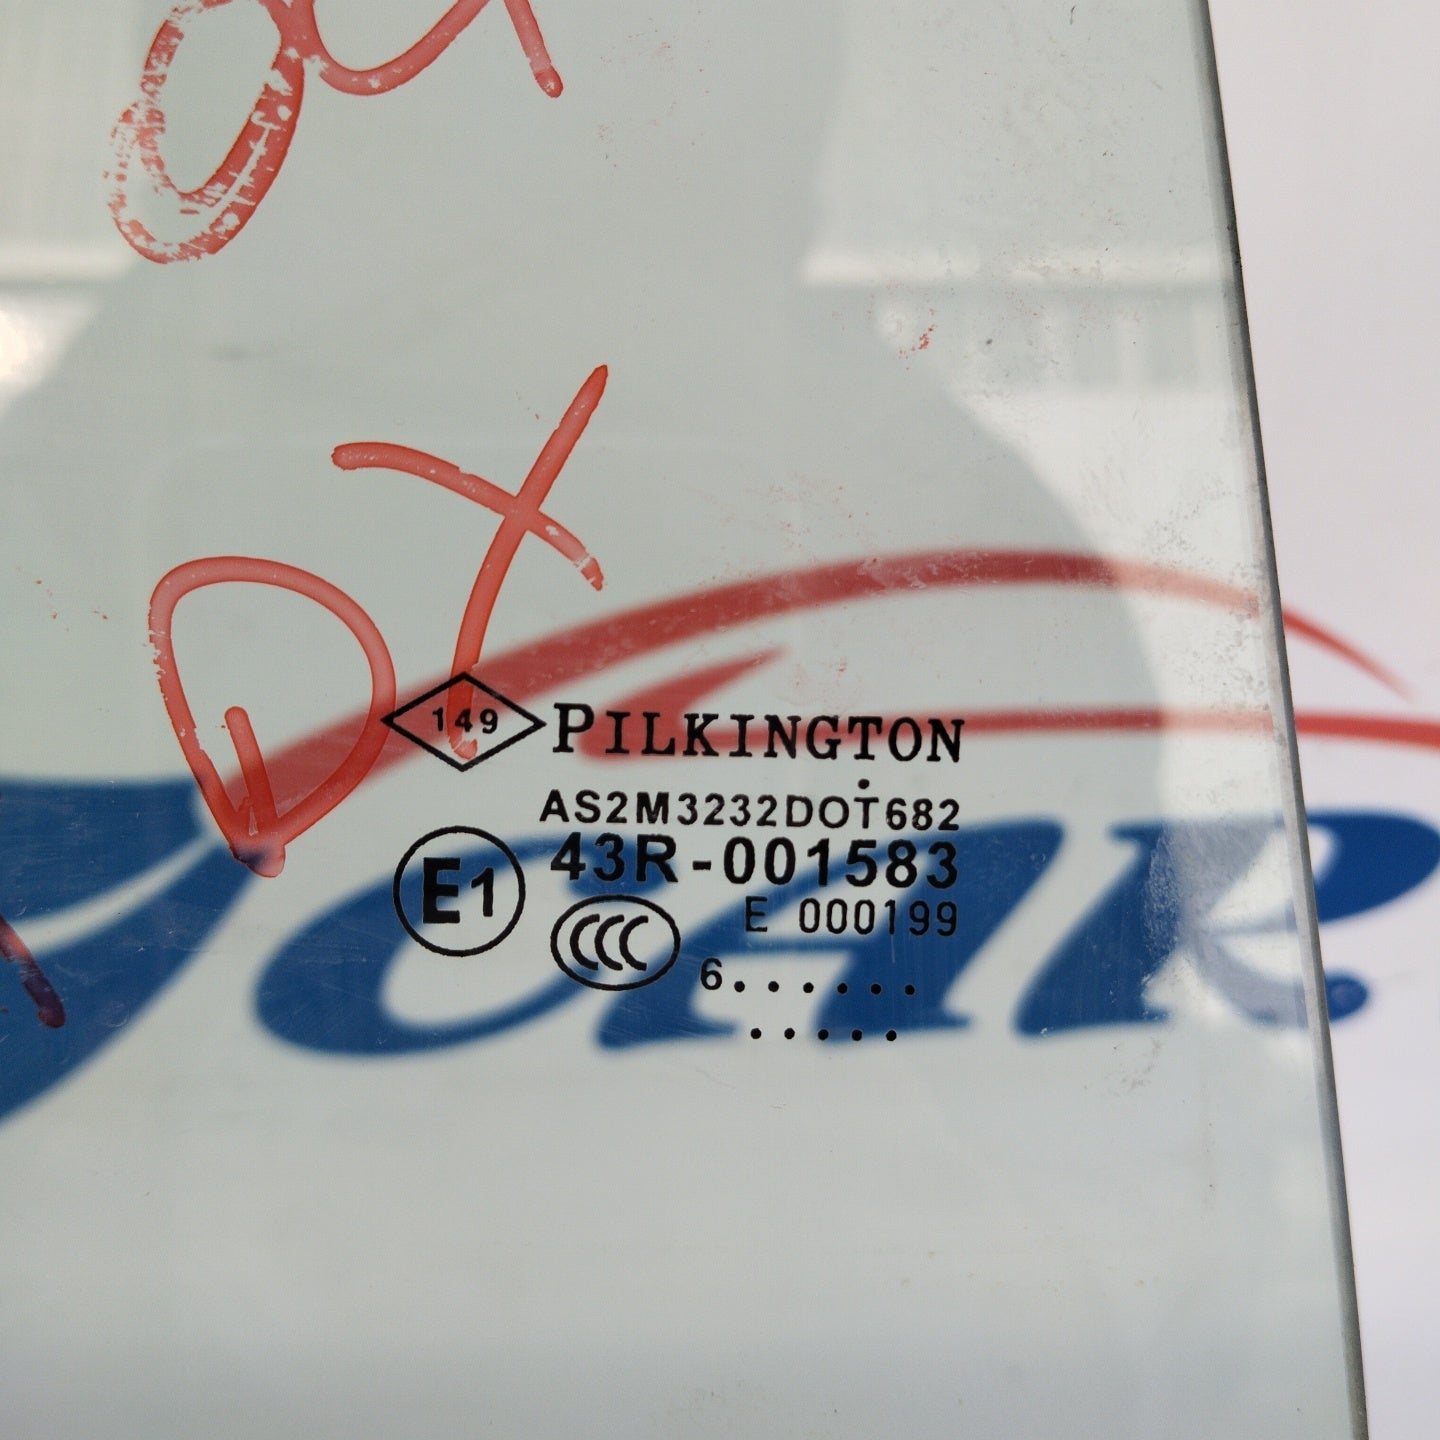 DX
149
PILKINGTON
AS2M3232DOT682
43R-001583
E1
E 000199
CCC
6......
.....